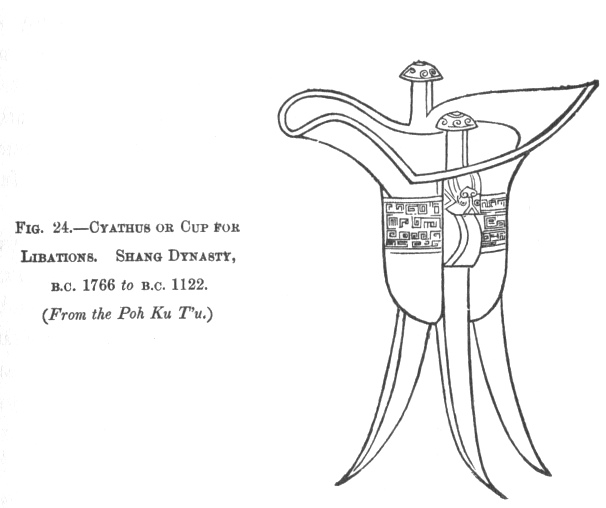 Fig. 24.—Cyathus or Cup for
Libations. Shang Dynasty,
B.C. 1766 to B.C. 1122.
(From the Poh Ku T'u.)